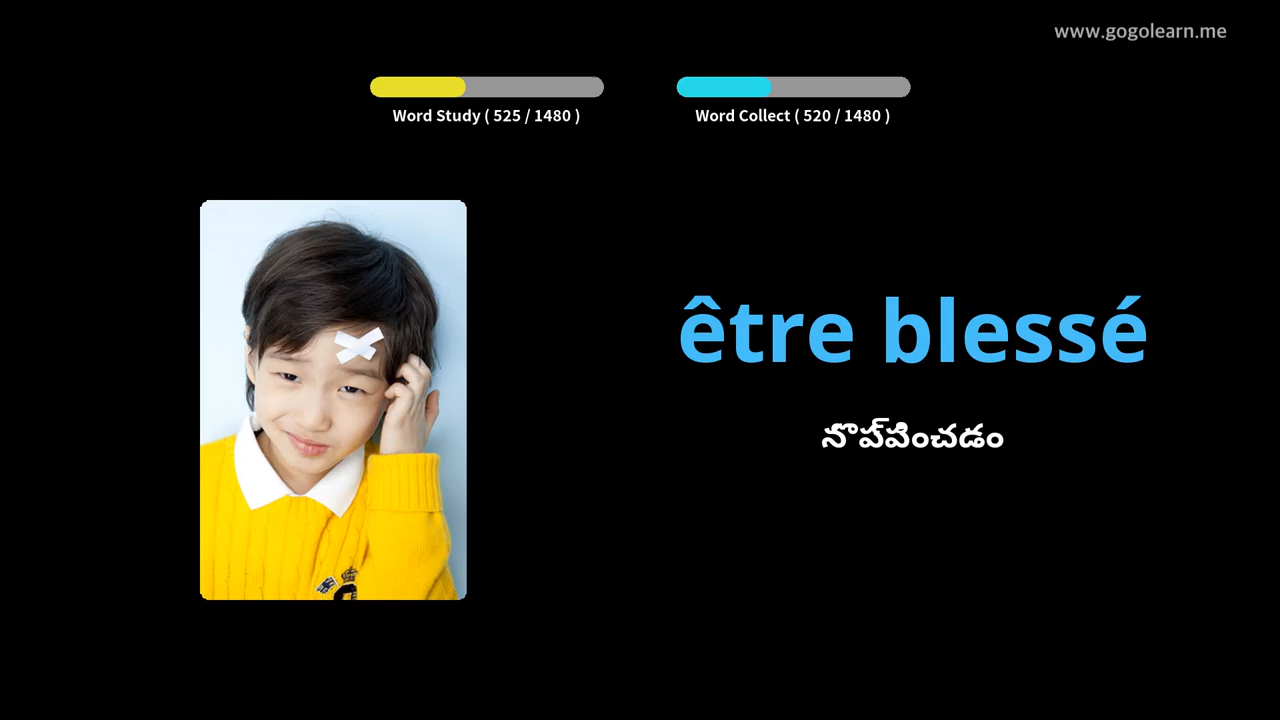 www.gogolearn.me
Word Study ( 525 / 1480 )
Word Collect ( 520 / 1480 )
être blessé
నొప్పించడం